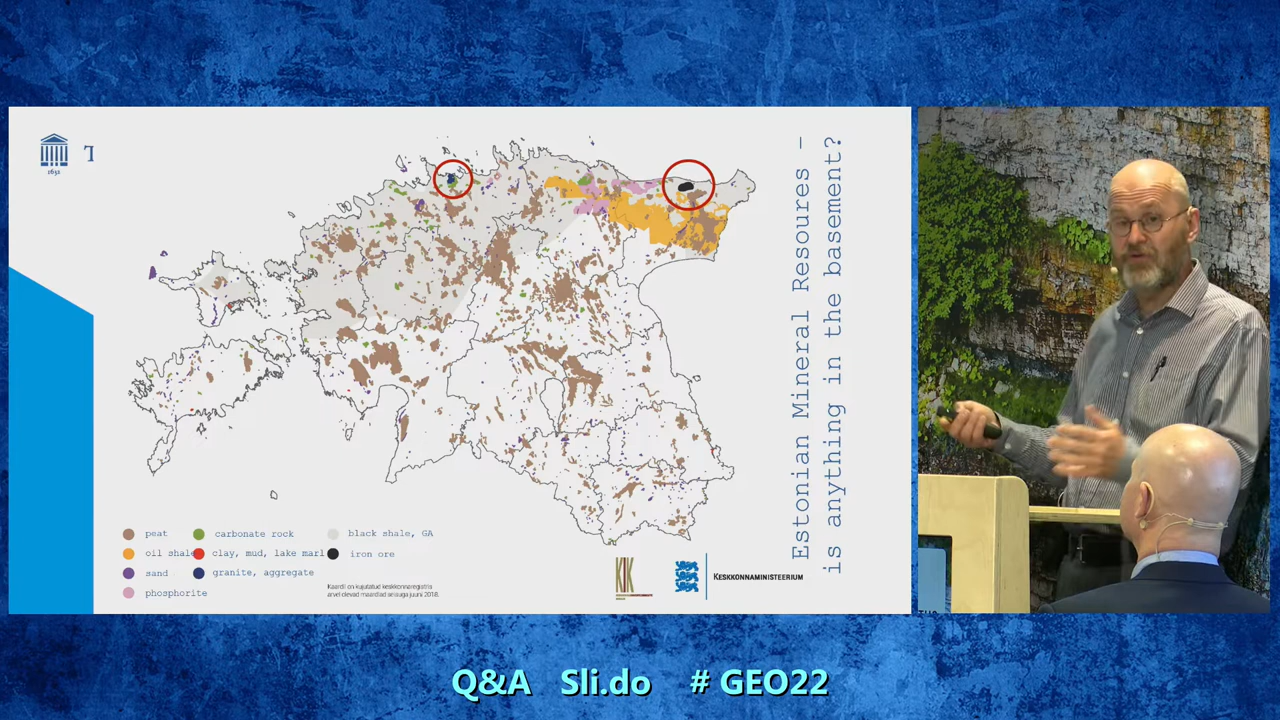 1632
T
Estonian Mineral Resoures –
is anything in the basement?
peat
oil shale
sand
phosphorite
carbonate rock
clay, mud, lake marl
granite, aggregate
black shale, GA
iron ore
Kaardil on kujutatud keskkonnaregistris
arvel olevad maardlad seisuga juuni 2018.
KIK
KESKKONNAMINISTEERIUM
Q&A Sli.do # GEO22